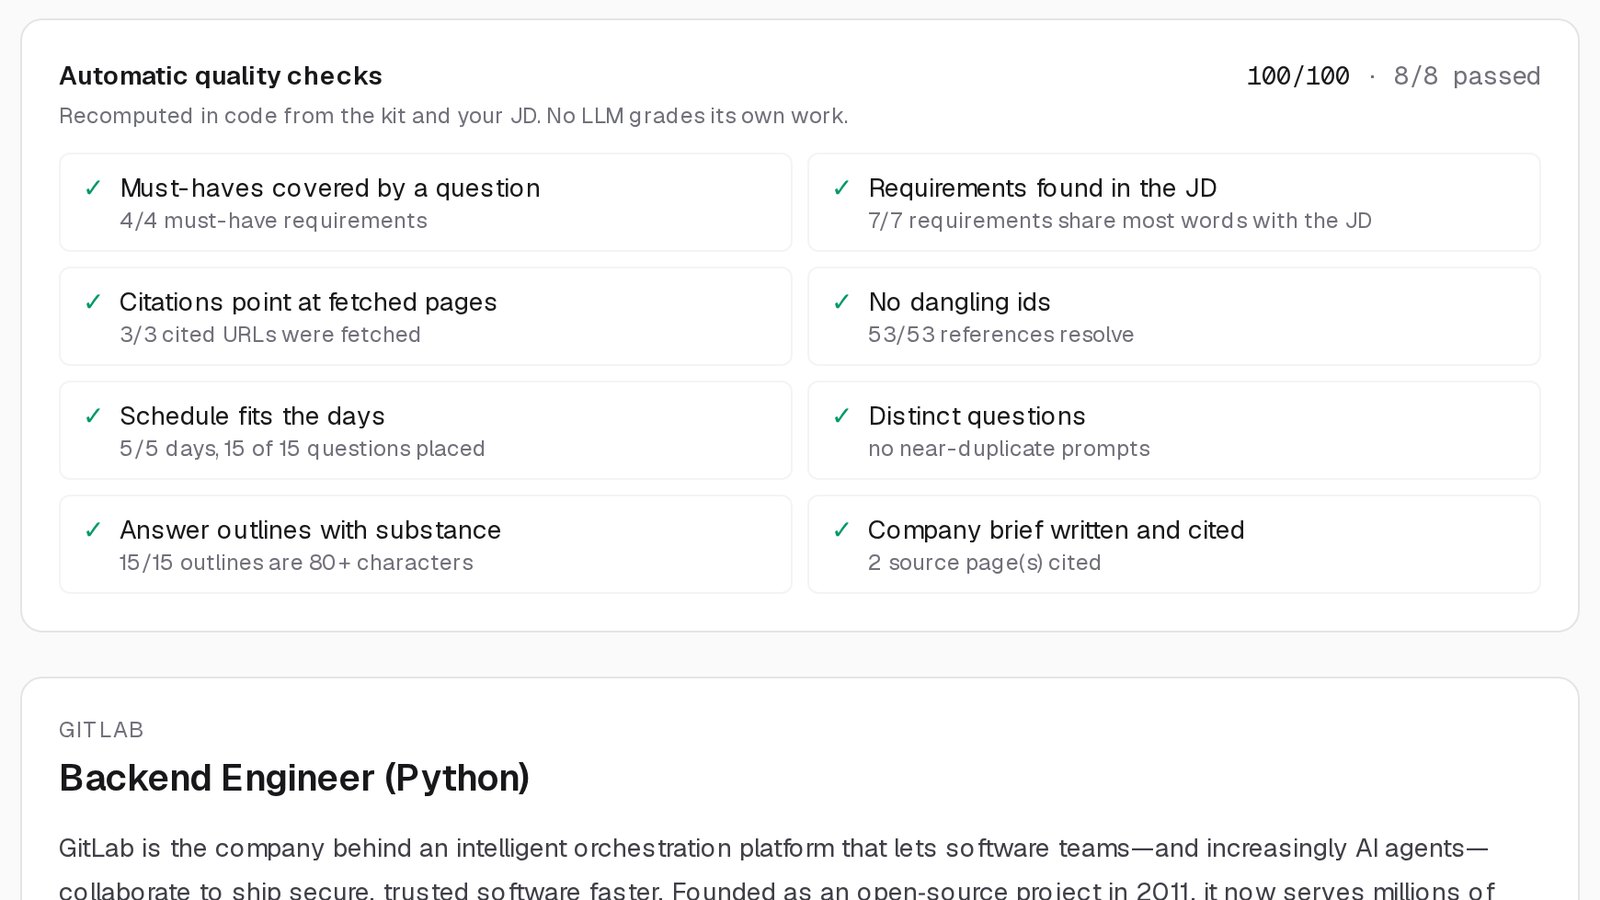 Automatic quality checks
100/100 · 8/8 passed
Recomputed in code from the kit and your JD. No LLM grades its own work.
✓ Must-haves covered by a question
4/4 must-have requirements
✓ Requirements found in the JD
7/7 requirements share most words with the JD
✓ Citations point at fetched pages
3/3 cited URLs were fetched
✓ No dangling ids
53/53 references resolve
✓ Schedule fits the days
5/5 days, 15 of 15 questions placed
✓ Distinct questions
no near-duplicate prompts
✓ Answer outlines with substance
15/15 outlines are 80+ characters
✓ Company brief written and cited
2 source page(s) cited
GITLAB
Backend Engineer (Python)
GitLab is the company behind an intelligent orchestration platform that lets software teams—and increasingly AI agents—
collaborate to ship secure, trusted software faster. Founded as an open-source project in 2011, it now serves millions of